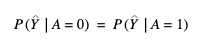 P(Ŷ | A = 0) = P(Ŷ | A = 1)